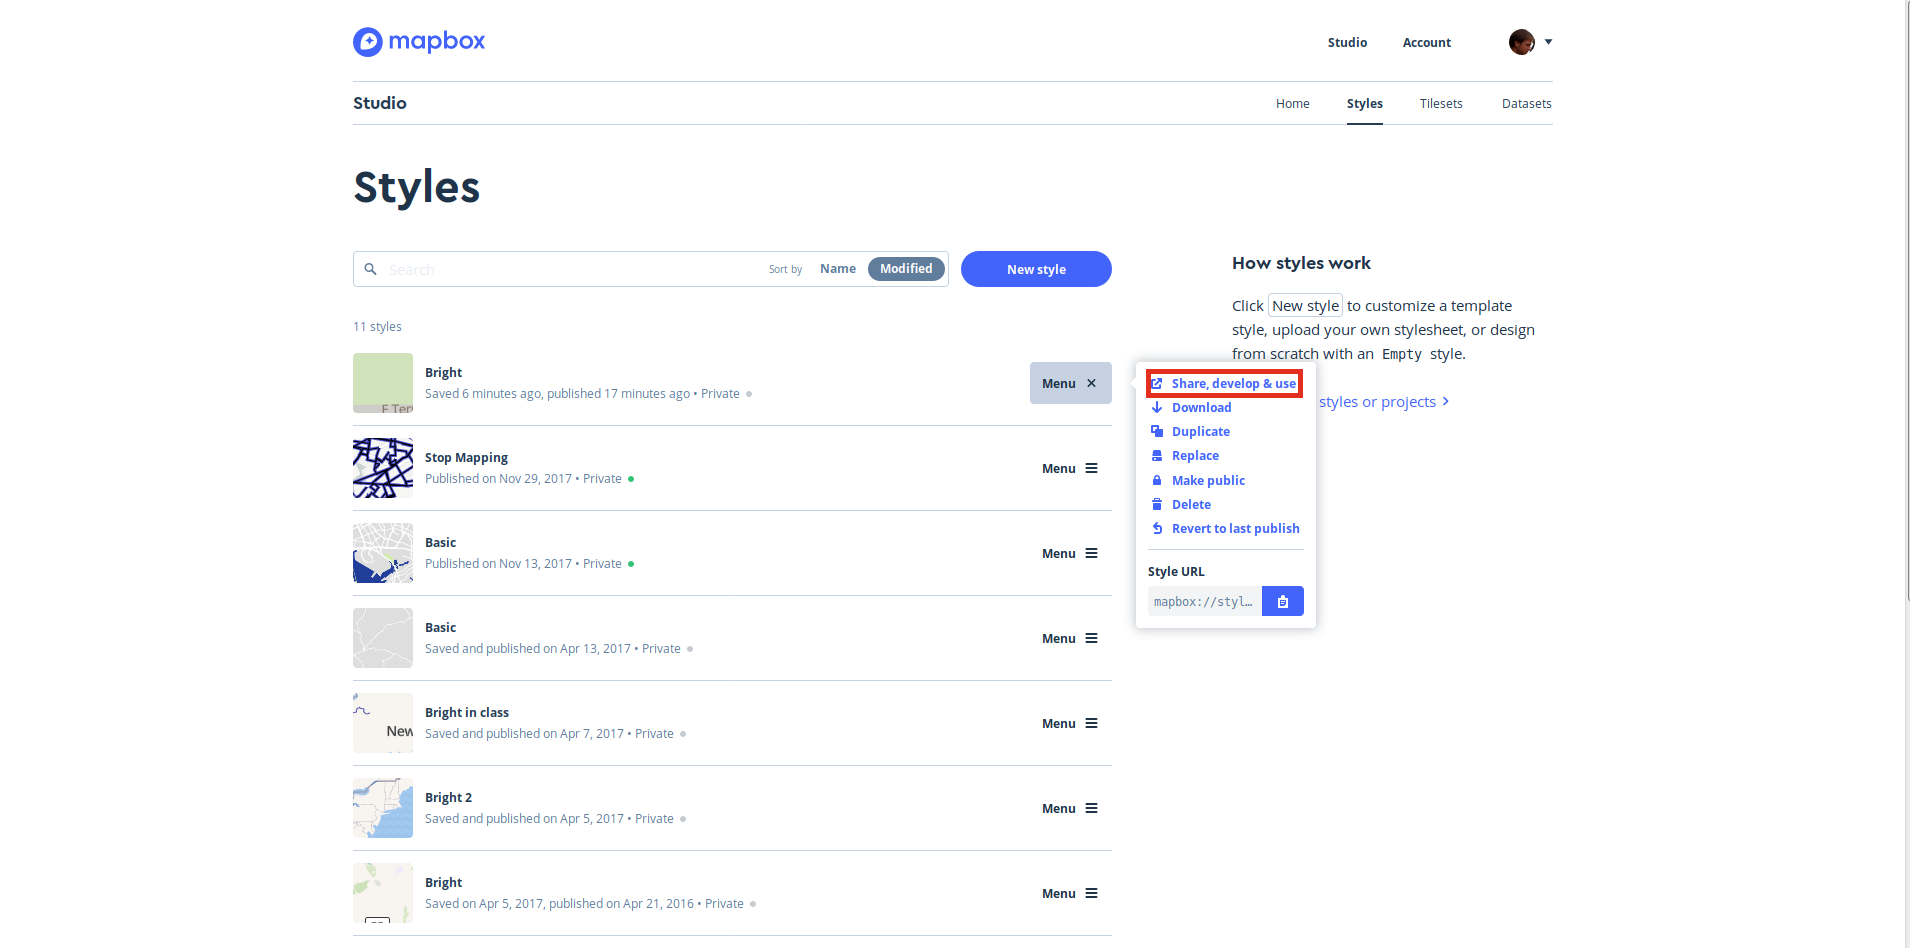 mapbox
Studio
Account
Studio
Home
Styles
Tilesets
Datasets
Styles
Search
Sort by
Name
Modified
New style
11 styles
Bright
Saved 6 minutes ago, published 17 minutes ago • Private
Menu
Stop Mapping
Published on Nov 29, 2017 • Private
Menu
Basic
Published on Nov 13, 2017 • Private
Menu
Basic
Saved and published on Apr 13, 2017 • Private
Menu
New
Bright in class
Saved and published on Apr 7, 2017 • Private
Menu
Bright 2
Saved and published on Apr 5, 2017 • Private
Menu
Bright
Saved on Apr 5, 2017, published on Apr 21, 2016 • Private
Menu
How styles work
Click New style to customize a template
style, upload your own stylesheet, or design
from scratch with an Empty style.
styles or projects
Share, develop & use
Download
Duplicate
Replace
Make public
Delete
Revert to last publish
Style URL
mapbox://styl…